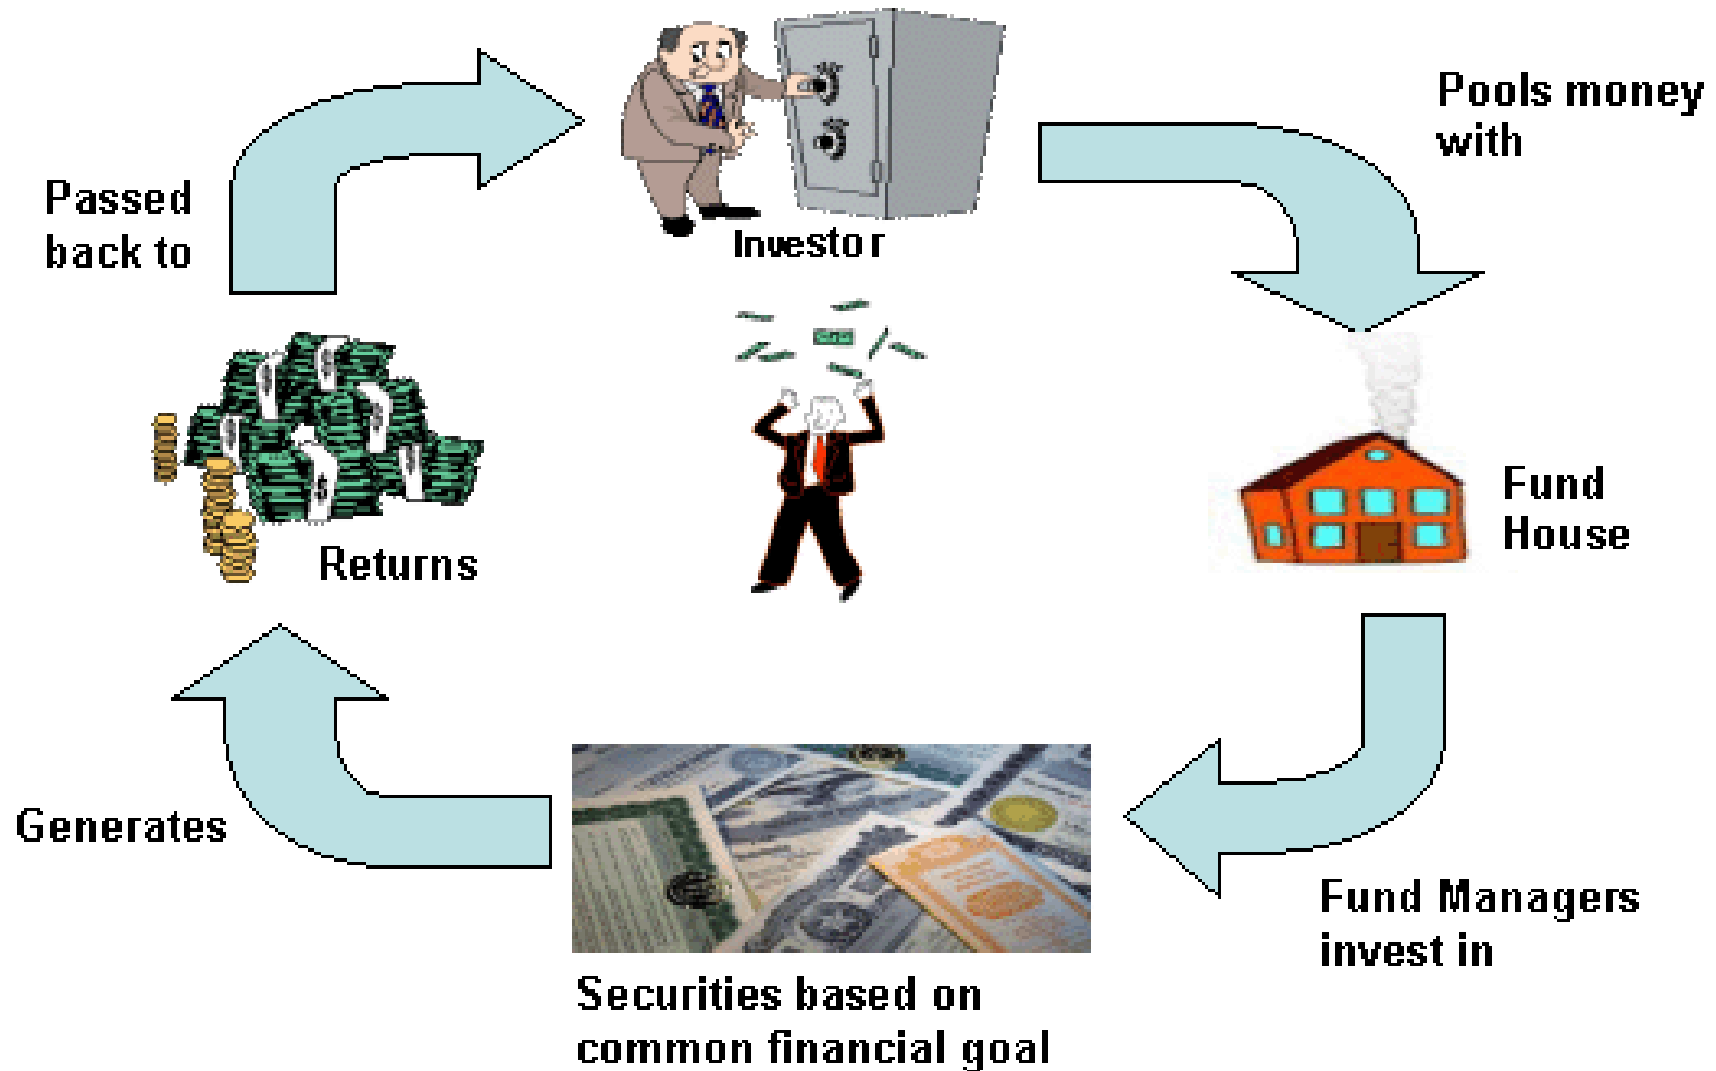 Pools money
with
Passed
back to
Investor
Fund
House
Returns
Generates
Fund Managers
invest in
Securities based on
common financial goal